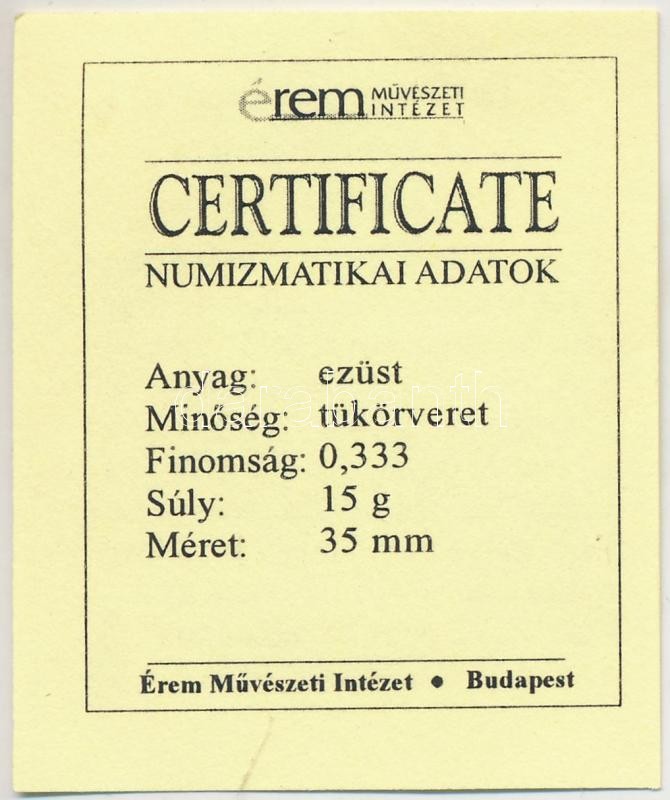 érem MŰVÉSZETI
INTÉZET
CERTIFICATE
NUMIZMATIKAI ADATOK
Anyag: ezüst
Minőség: tükörveret
Finomság: 0,333
Súly: 15 g
Méret: 35 mm
Érem Művészeti Intézet • Budapest